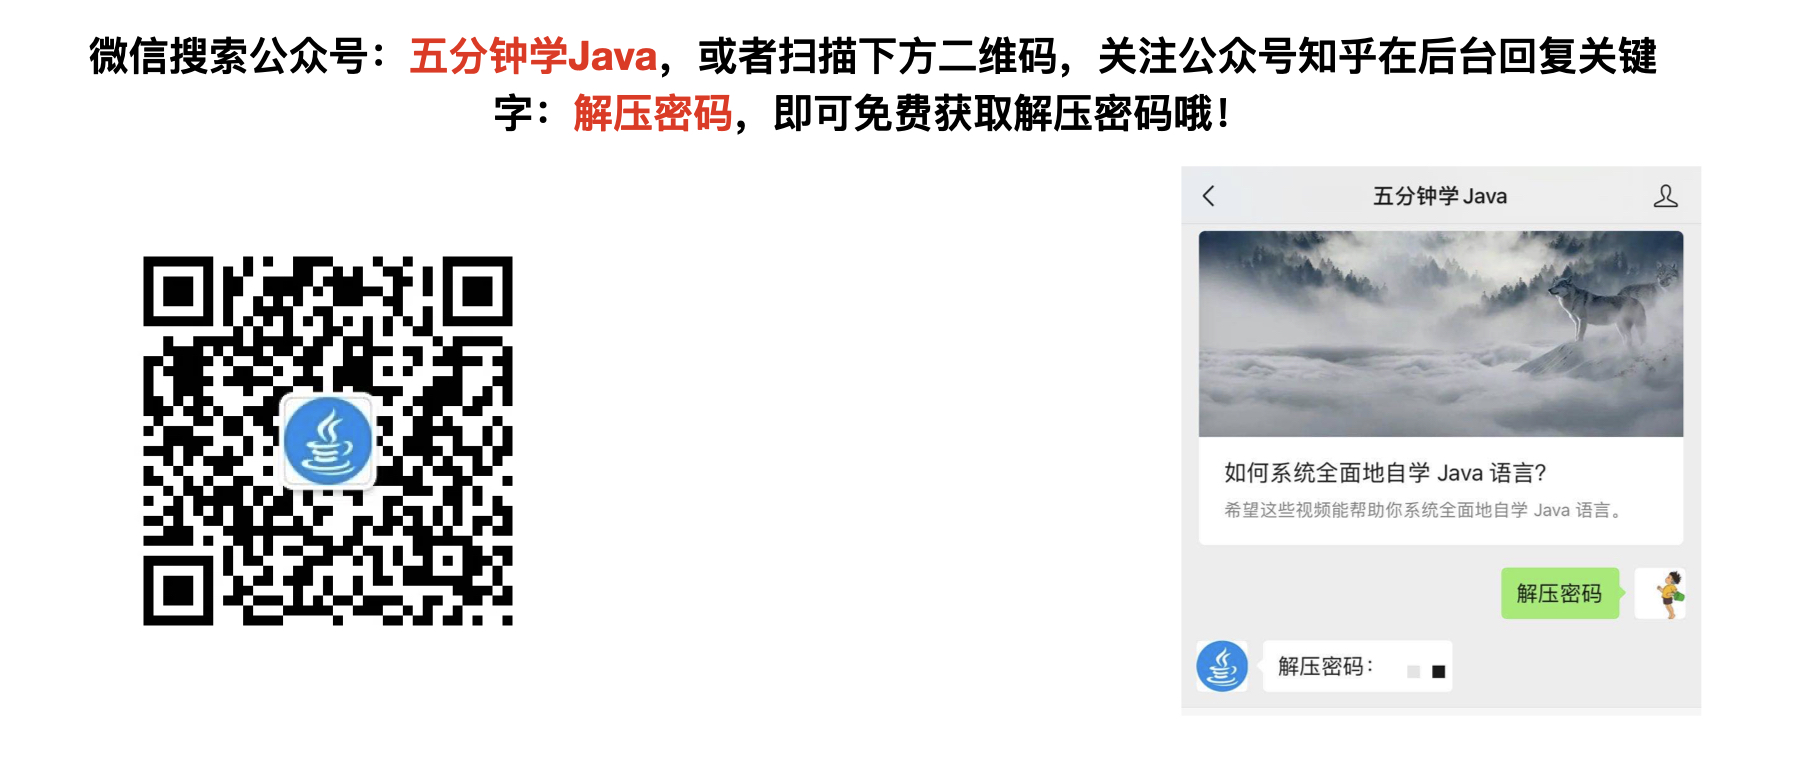 微信搜索公众号：五分钟学Java，或者扫描下方二维码，关注公众号知乎在后台回复关键
字：解压密码，即可免费获取解压密码哦！
五分钟学Java
如何系统全面地自学 Java 语言？
希望这些视频能帮助你系统全面地自学 Java 语言。
解压密码
解压密码：